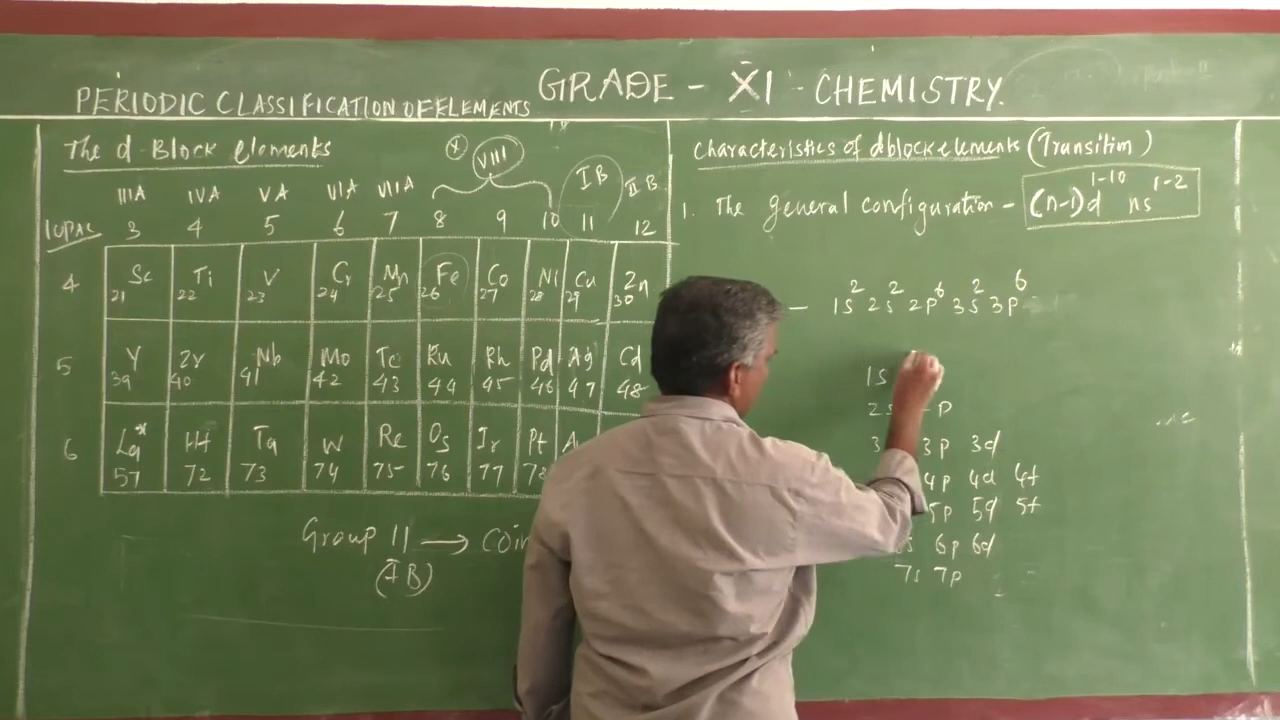 PERIODIC CLASSIFICATION OF ELEMENTS GRADE - XI - CHEMISTRY.
The d-Block elements
X VIII
IIIA IVA VA VIA VIIA IB IIB
IUPAC 3 4 5 6 7 8 9 10 11 12
4 Sc Ti V Cr Mn Fe Co Ni Cu Zn
21 22 23 24 25 26 27 28 29 30
5 Y Zr Nb Mo Tc Ru Rh Pd Ag Cd
39 40 41 42 43 44 45 46 47 48
6 La* Hf Ta W Re Os Ir Pt
57 72 73 74 75 76 77 78
Group 11 → coin
(IB)
Characteristics of d block elements (Transition)
1. The general configuration - (n-1)d¹⁻¹⁰ ns¹⁻²
— 1s² 2s² 2p⁶ 3s² 3p⁶
1s
2s p
3 3p 3d
4p 4d 4f
5p 5d 5f
6s 6p 6d
7s 7p